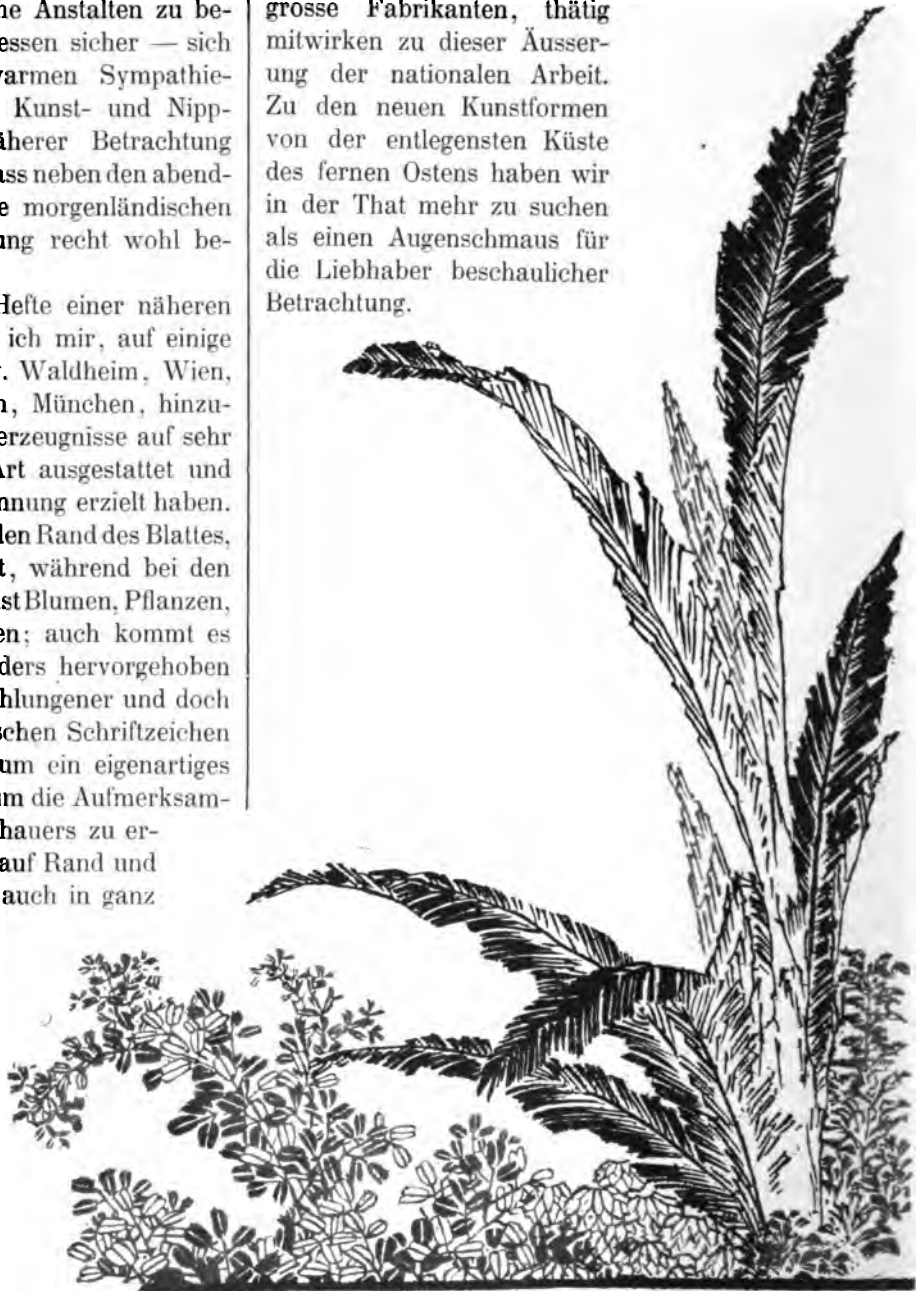 ne Anstalten zu be-
essen sicher — sich
armen Sympathie-
Kunst- und Nipp-
äherer Betrachtung
ass neben den abend-
e morgenländischen
ung recht wohl be-
Hefte einer näheren
ich mir, auf einige
. Waldheim, Wien,
n, München, hinzu-
erzeugnisse auf sehr
Art ausgestattet und
nnung erzielt haben.
den Rand des Blattes,
t, während bei den
st Blumen, Pflanzen,
en; auch kommt es
ders hervorgehoben
hlungener und doch
schen Schriftzeichen
um ein eigenartiges
um die Aufmerksam-
hauers zu er-
auf Rand und
auch in ganz
grosse Fabrikanten, thätig
mitwirken zu dieser Äusser-
ung der nationalen Arbeit.
Zu den neuen Kunstformen
von der entlegensten Küste
des fernen Ostens haben wir
in der That mehr zu suchen
als einen Augenschmaus für
die Liebhaber beschaulicher
Betrachtung.